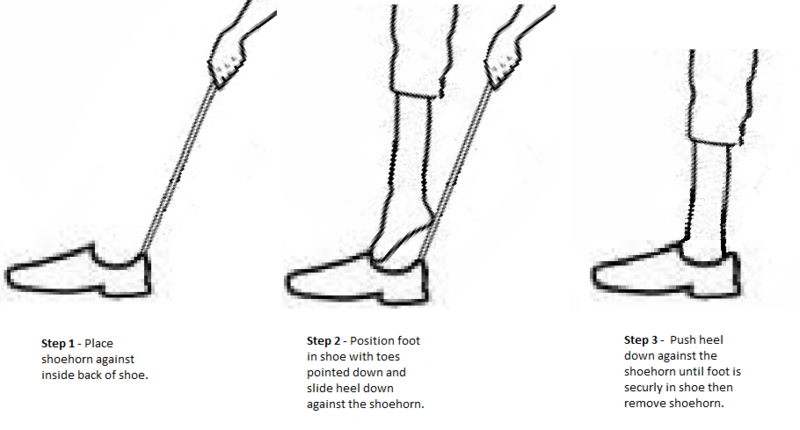 Step 1 - Place
shoehorn against
inside back of shoe.
Step 2 - Position foot
in shoe with toes
pointed down and
slide heel down
against the shoehorn.
Step 3 - Push heel
down against the
shoehorn until foot is
securly in shoe then
remove shoehorn.